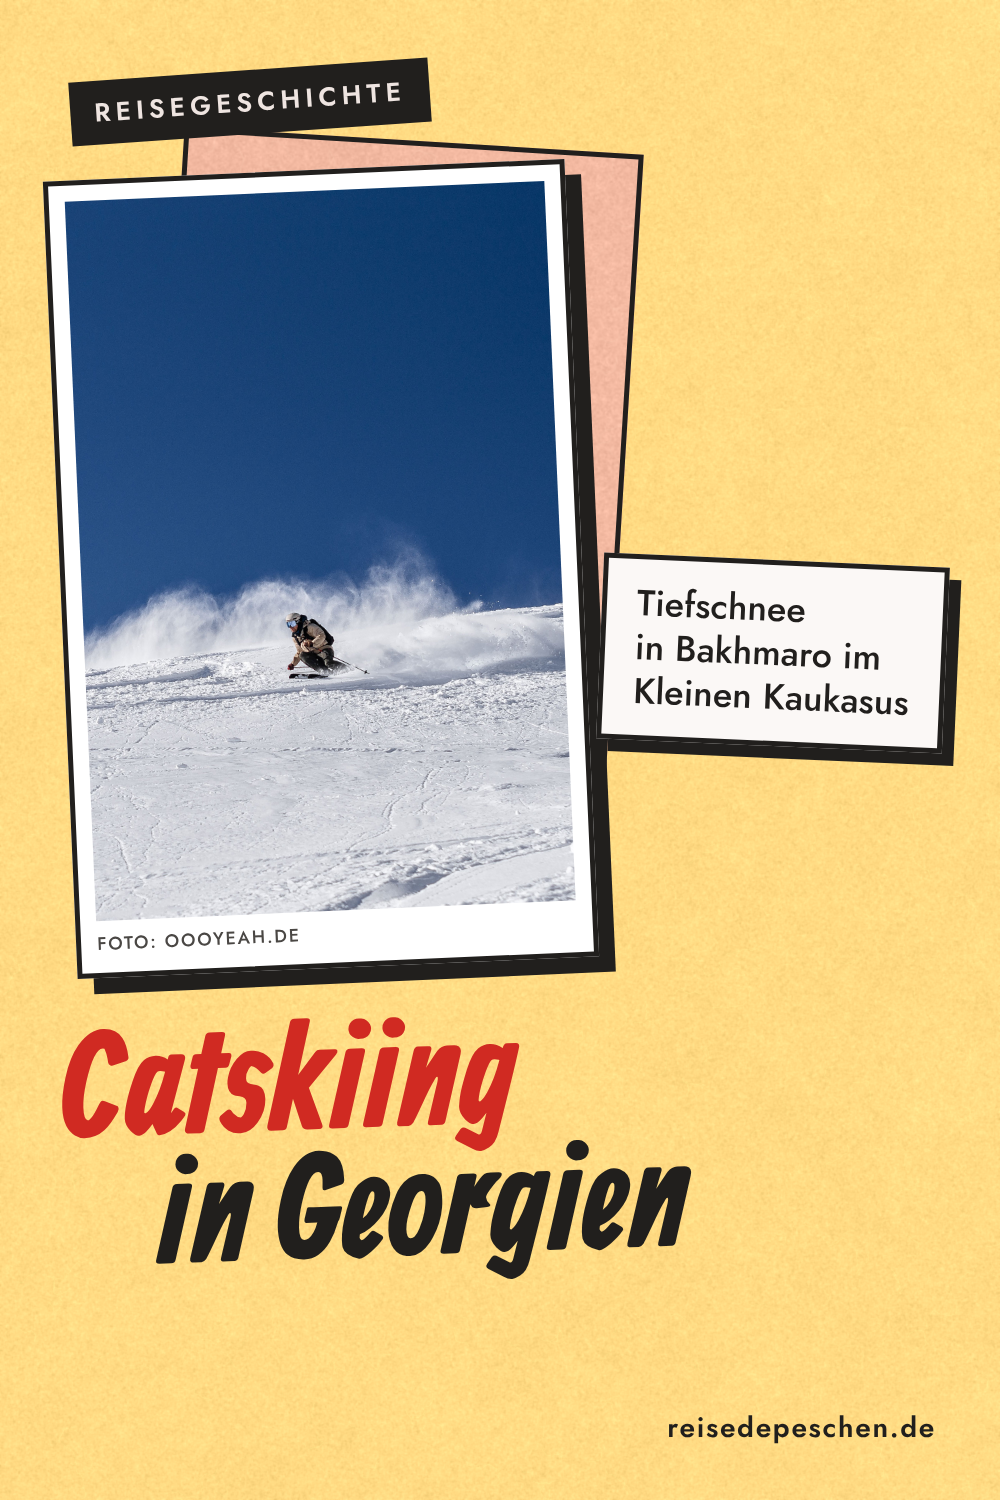 REISEGESCHICHTE
Tiefschnee
in Bakhmaro im
Kleinen Kaukasus
FOTO: OOOYEAH.DE
Catskiing
in Georgien
reisedepeschen.de